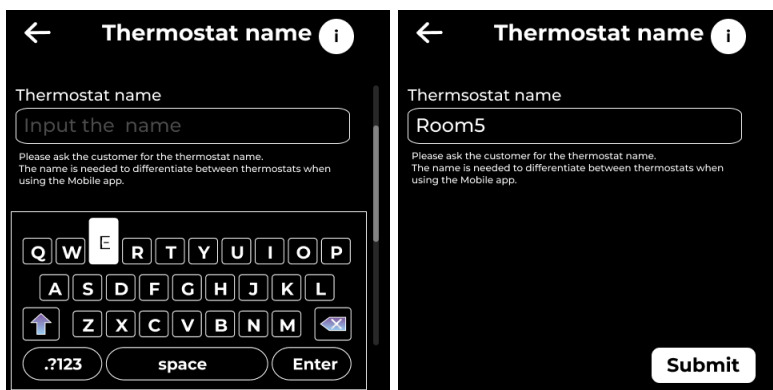 Thermostat name i
Thermostat name
Input the name
Please ask the customer for the thermostat name.
The name is needed to differentiate between thermostats when
using the Mobile app.
Q W E R T Y U I O P
A S D F G H J K L
Z X C V B N M
.?123 space Enter
Thermostat name i
Thermsostat name
Room5
Please ask the customer for the thermostat name.
The name is needed to differentiate between thermostats when
using the Mobile app.
Submit